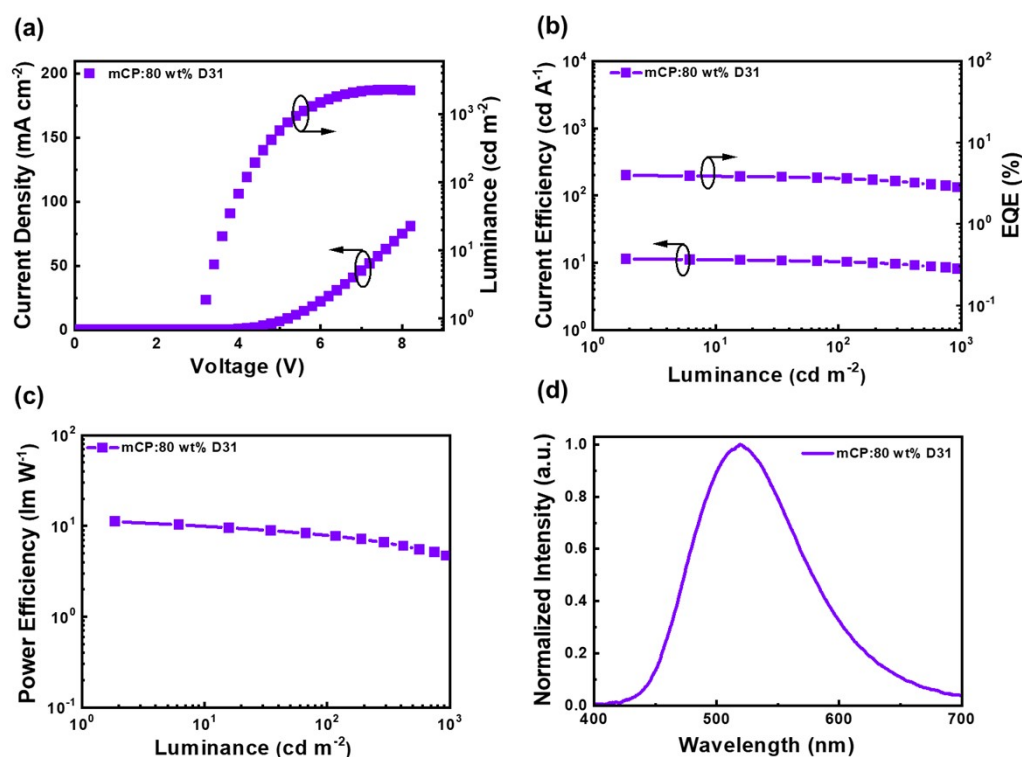 (a)
mCP:80 wt% D31
Current Density (mA cm⁻²)
200
150
100
50
0
0 2 4 6 8
Voltage (V)
10³
10²
10¹
10⁰
Luminance (cd m⁻²)
(b)
mCP:80 wt% D31
Current Efficiency (cd A⁻¹)
10⁴
10³
10²
10¹
10⁰
10⁰ 10¹ 10² 10³
Luminance (cd m⁻²)
10²
10¹
10⁰
10⁻¹
EQE (%)
(c)
mCP:80 wt% D31
Power Efficiency (lm W⁻¹)
10²
10¹
10⁰
10⁻¹
10⁰ 10¹ 10² 10³
Luminance (cd m⁻²)
(d)
mCP:80 wt% D31
Normalized Intensity (a.u.)
1.0
0.8
0.6
0.4
0.2
0.0
400 500 600 700
Wavelength (nm)